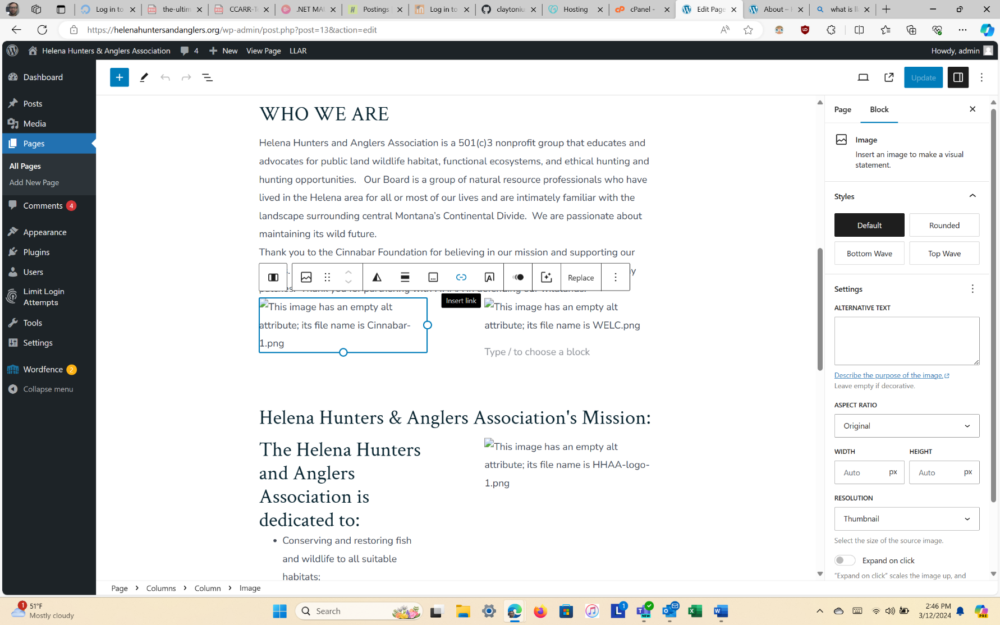 Log in to
the-ultim
CCARR-T
.NET MAU
Postings
Log in to
claytoniu
Hosting
cPanel -
Edit Page
About –
what is ll
https://helenahuntersandanglers.org/wp-admin/post.php?post=13&action=edit
Helena Hunters & Anglers Association
4
New
View Page
LLAR
Howdy, admin
Dashboard
Posts
Media
Pages
All Pages
Add New Page
Comments 4
Appearance
Plugins
Users
Limit Login
Attempts
Tools
Settings
Wordfence 2
Collapse menu
Update
WHO WE ARE
Helena Hunters and Anglers Association is a 501(c)3 nonprofit group that educates and
advocates for public land wildlife habitat, functional ecosystems, and ethical hunting and
hunting opportunities. Our Board is a group of natural resource professionals who have
lived in the Helena area for all or most of our lives and are intimately familiar with the
landscape surrounding central Montana's Continental Divide. We are passionate about
maintaining its wild future.
Thank you to the Cinnabar Foundation for believing in our mission and supporting our
Replace
Insert link
This image has an empty alt
attribute; its file name is Cinnabar-
1.png
This image has an empty alt
attribute; its file name is WELC.png
Type / to choose a block
Helena Hunters & Anglers Association's Mission:
The Helena Hunters
and Anglers
Association is
dedicated to:
• Conserving and restoring fish
and wildlife to all suitable
habitats;
This image has an empty alt
attribute; its file name is HHAA-logo-
1.png
Page
Block
Image
Insert an image to make a visual
statement.
Styles
Default
Rounded
Bottom Wave
Top Wave
Settings
ALTERNATIVE TEXT
Describe the purpose of the image.
Leave empty if decorative.
ASPECT RATIO
Original
WIDTH
HEIGHT
Auto px
Auto px
RESOLUTION
Thumbnail
Select the size of the source image.
Expand on click
"Expand on click" scales the image up, and
Page > Columns > Column > Image
1
51°F
Mostly cloudy
Search
1
NEW
2:46 PM
3/12/2024
PRE